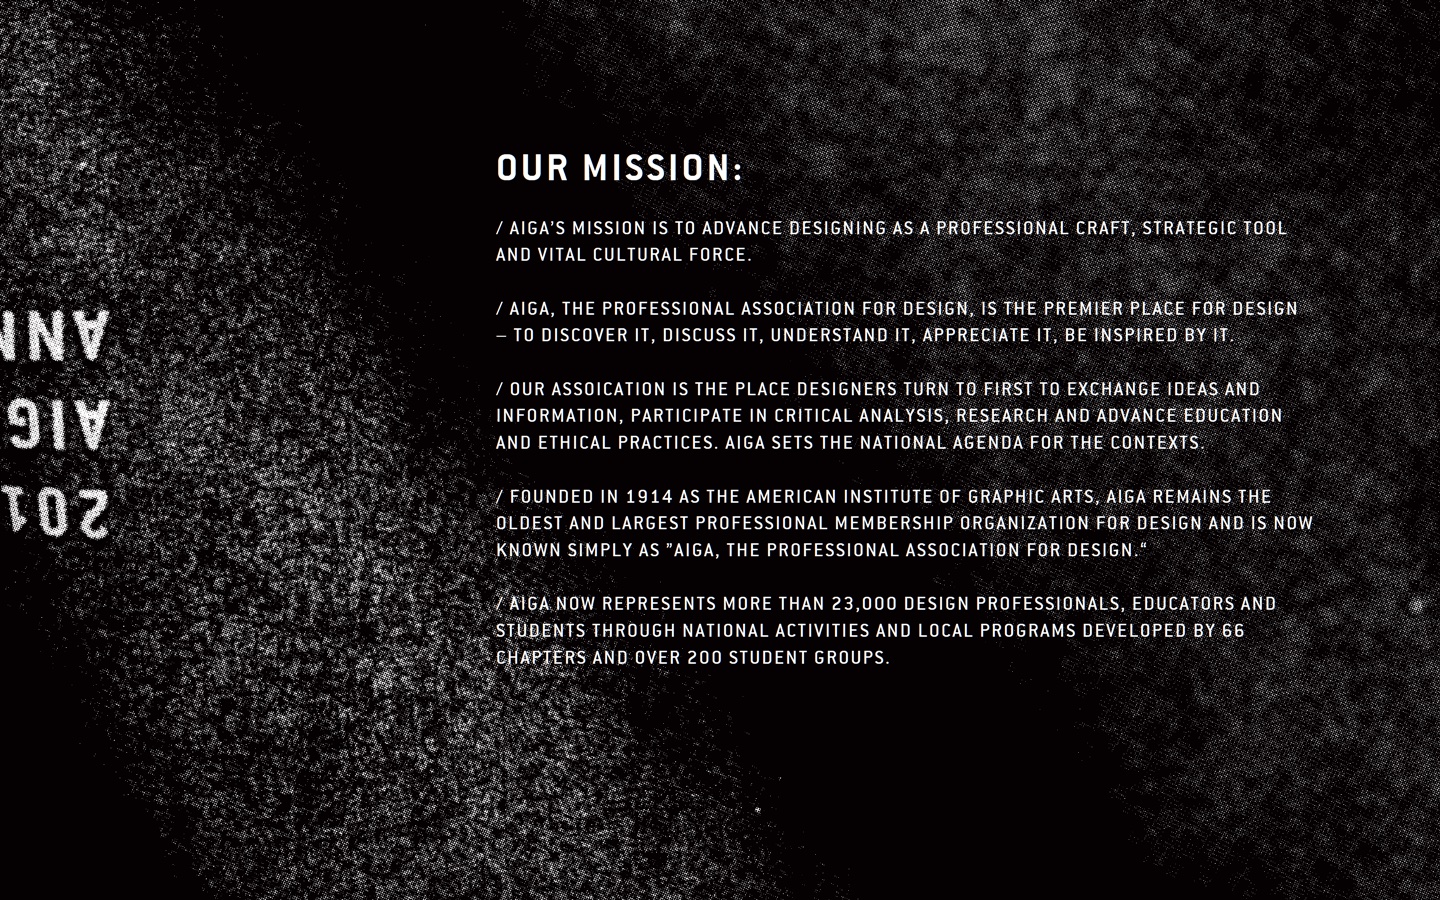 201
AIG
ANN
OUR MISSION:
/ AIGA’S MISSION IS TO ADVANCE DESIGNING AS A PROFESSIONAL CRAFT, STRATEGIC TOOL
AND VITAL CULTURAL FORCE.
/ AIGA, THE PROFESSIONAL ASSOCIATION FOR DESIGN, IS THE PREMIER PLACE FOR DESIGN
– TO DISCOVER IT, DISCUSS IT, UNDERSTAND IT, APPRECIATE IT, BE INSPIRED BY IT.
/ OUR ASSOICATION IS THE PLACE DESIGNERS TURN TO FIRST TO EXCHANGE IDEAS AND
INFORMATION, PARTICIPATE IN CRITICAL ANALYSIS, RESEARCH AND ADVANCE EDUCATION
AND ETHICAL PRACTICES. AIGA SETS THE NATIONAL AGENDA FOR THE CONTEXTS.
/ FOUNDED IN 1914 AS THE AMERICAN INSTITUTE OF GRAPHIC ARTS, AIGA REMAINS THE
OLDEST AND LARGEST PROFESSIONAL MEMBERSHIP ORGANIZATION FOR DESIGN AND IS NOW
KNOWN SIMPLY AS ”AIGA, THE PROFESSIONAL ASSOCIATION FOR DESIGN.“
/ AIGA NOW REPRESENTS MORE THAN 23,000 DESIGN PROFESSIONALS, EDUCATORS AND
STUDENTS THROUGH NATIONAL ACTIVITIES AND LOCAL PROGRAMS DEVELOPED BY 66
CHAPTERS AND OVER 200 STUDENT GROUPS.